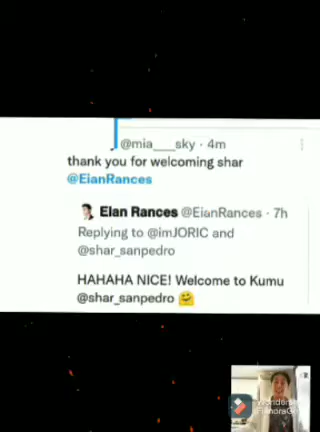 @mia___sky · 4m
thank you for welcoming shar
@EianRances
Eian Rances @EianRances · 7h
Replying to @imJORIC and
@shar_sanpedro
HAHAHA NICE! Welcome to Kumu
@shar_sanpedro 🤗
Wondershare
FilmoraGo